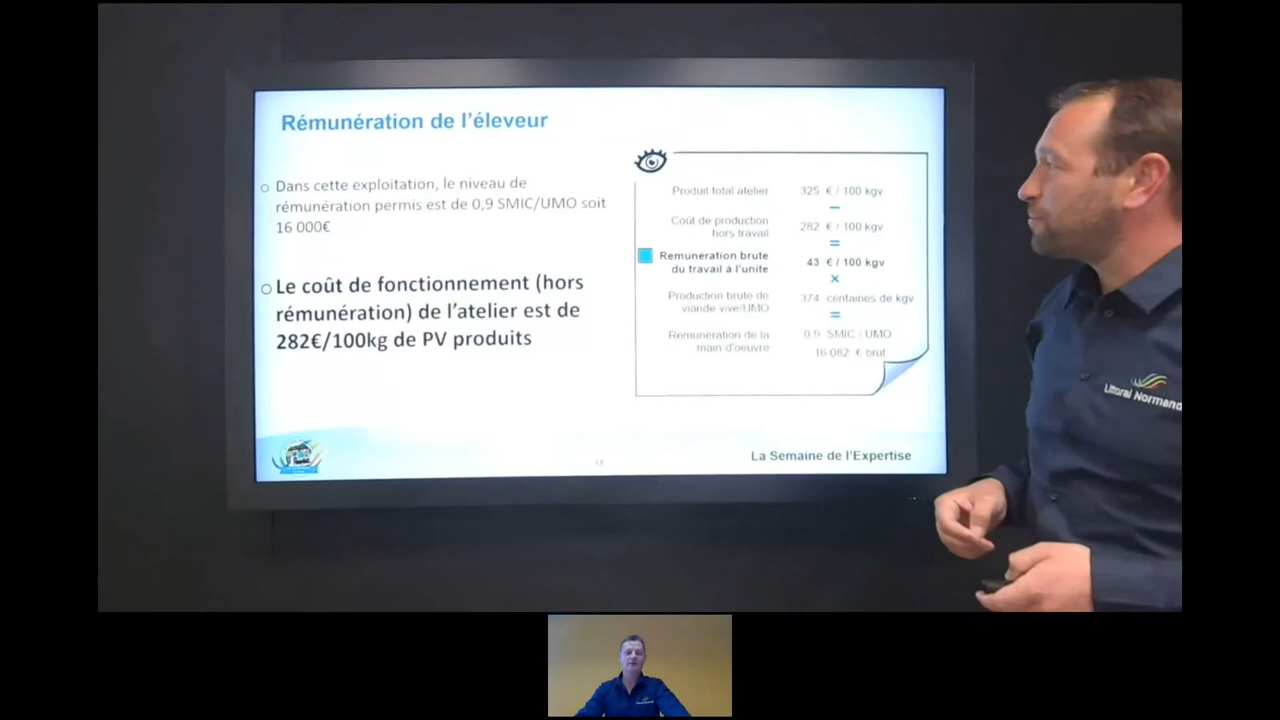 Rémunération de l'éleveur
Dans cette exploitation, le niveau de
rémunération permis est de 0,9 SMIC/UMO soit
16 000€
Le coût de fonctionnement (hors
rémunération) de l'atelier est de
282€/100kg de PV produits
Produit total atelier 325 € / 100 kgv
–
Coût de production
hors travail 282 € / 100 kgv
=
Rémunération brute
du travail à l'unité 43 € / 100 kgv
x
Production brute de
viande vive/UMO 374 centaines de kgv
=
Rémunération de la
main d'oeuvre
0,9 SMIC / UMO
16 082 € brut
13
La Semaine de l'Expertise
Littoral Normand